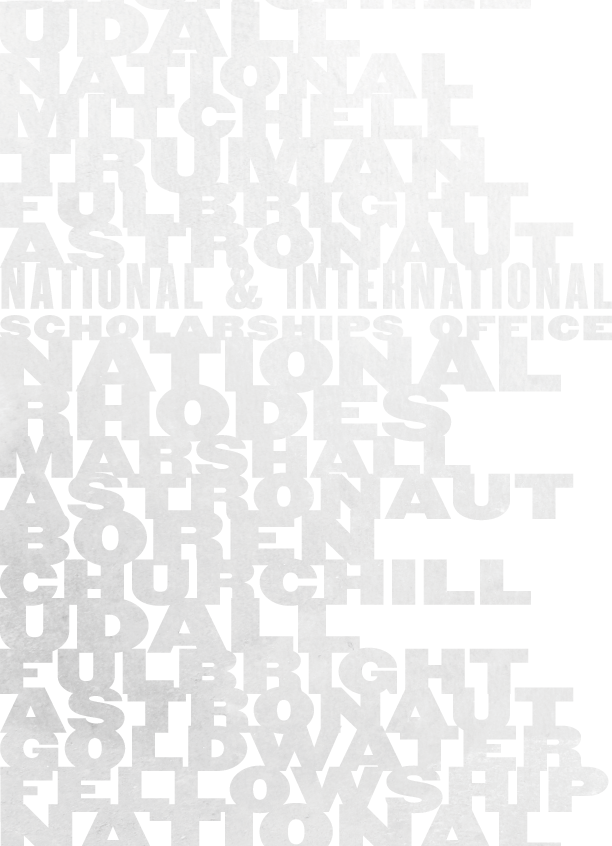 UDALL
NATIONAL
MITCHELL
TRUMAN
FULBRIGHT
ASTRONAUT
NATIONAL & INTERNATIONAL
SCHOLARSHIPS OFFICE
NATIONAL
RHODES
MARSHALL
ASTRONAUT
BOREN
CHURCHILL
UDALL
FULBRIGHT
ASTRONAUT
GOLDWATER
FELLOWSHIP
NATIONAL